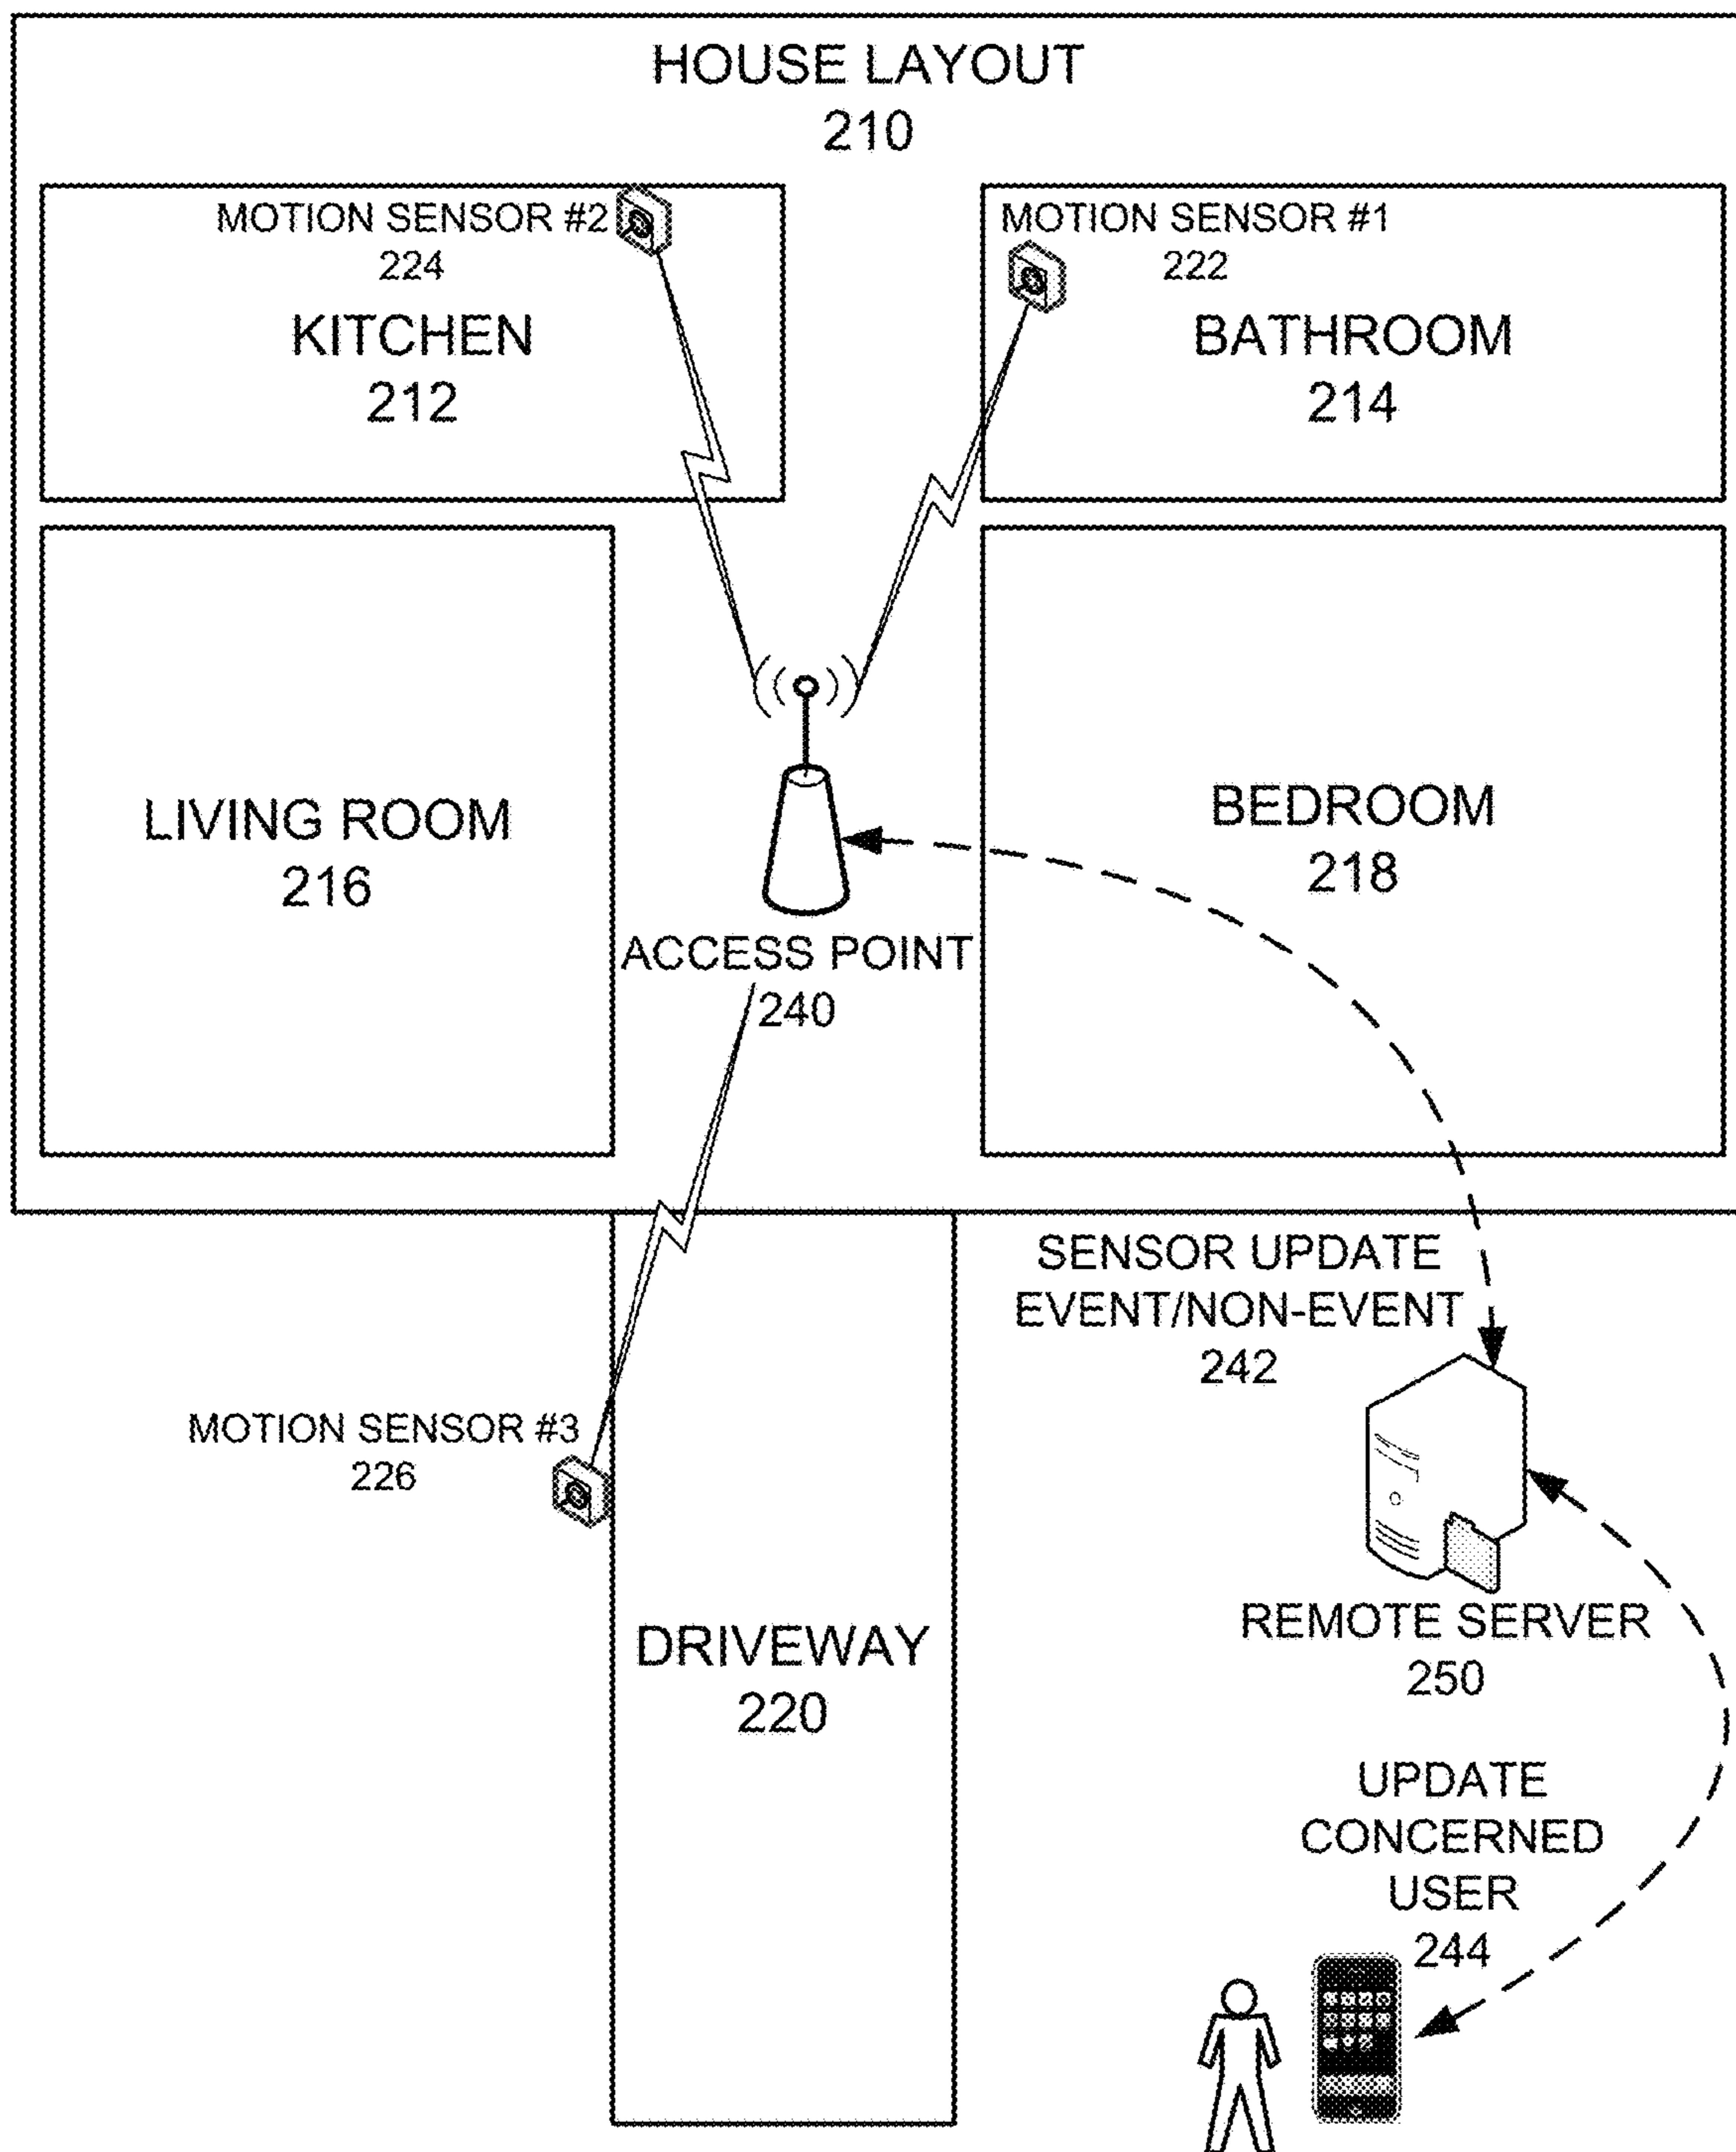 HOUSE LAYOUT
210
MOTION SENSOR #2
224
KITCHEN
212
MOTION SENSOR #1
222
BATHROOM
214
LIVING ROOM
216
BEDROOM
218
ACCESS POINT
240
SENSOR UPDATE
EVENT/NON-EVENT
242
MOTION SENSOR #3
226
REMOTE SERVER
250
DRIVEWAY
220
UPDATE
CONCERNED
USER
244